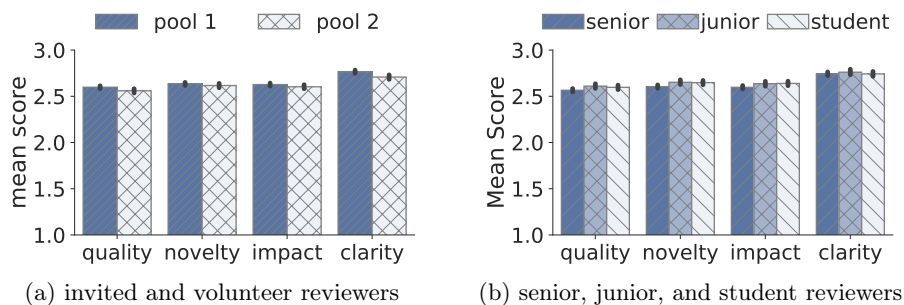 pool 1 pool 2
mean score
3.0
2.5
2.0
1.5
1.0
quality novelty impact clarity
(a) invited and volunteer reviewers
senior junior student
Mean Score
3.0
2.5
2.0
1.5
1.0
quality novelty impact clarity
(b) senior, junior, and student reviewers